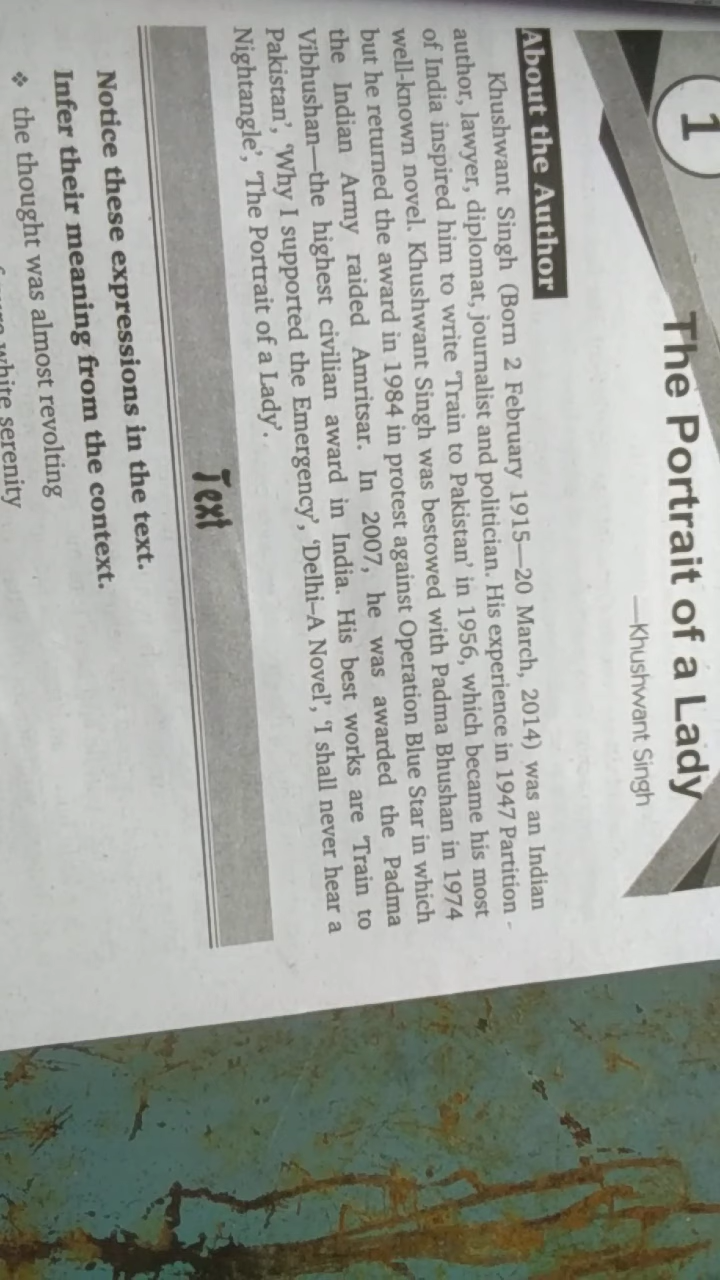 1
The Portrait of a Lady
—Khushwant Singh
About the Author
Khushwant Singh (Born 2 February 1915—20 March, 2014) was an Indian
author, lawyer, diplomat, journalist and politician. His experience in 1947 Partition
of India inspired him to write 'Train to Pakistan' in 1956, which became his most
well-known novel. Khushwant Singh was bestowed with Padma Bhushan in 1974
but he returned the award in 1984 in protest against Operation Blue Star in which
the Indian Army raided Amritsar. In 2007, he was awarded the Padma
Vibhushan—the highest civilian award in India. His best works are 'Train to
Pakistan', 'Why I supported the Emergency', 'Delhi–A Novel', 'I shall never hear a
Nightangle', 'The Portrait of a Lady'.
Text
Notice these expressions in the text.
Infer their meaning from the context.
❖ the thought was almost revolting
white serenity